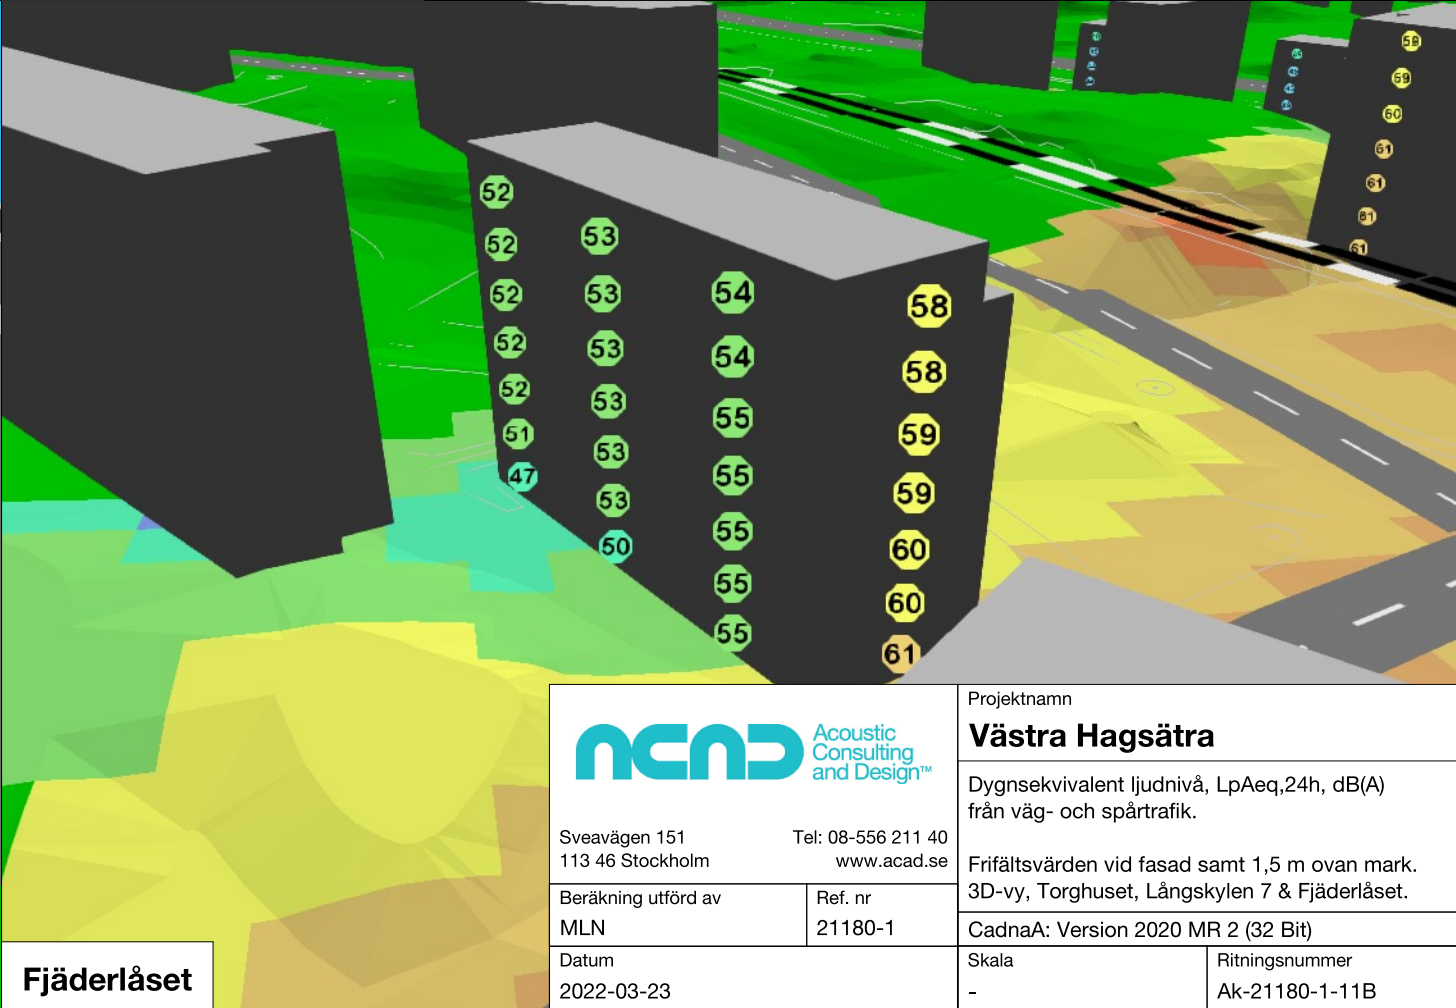 58
59
60
61
61
61
61
52
52
52
52
52
51
47
53
53
53
53
53
53
50
54
54
55
55
55
55
55
58
58
59
59
60
60
61
Fjäderlåset
ACAD
Acoustic
Consulting
and Design™
Sveavägen 151
113 46 Stockholm
Tel: 08-556 211 40
www.acad.se
Beräkning utförd av
MLN
Ref. nr
21180-1
Datum
2022-03-23
Projektnamn
Västra Hagsätra
Dygnsekvivalent ljudnivå, LpAeq,24h, dB(A)
från väg- och spårtrafik.
Frifältsvärden vid fasad samt 1,5 m ovan mark.
3D-vy, Torghuset, Långskylen 7 & Fjäderlåset.
CadnaA: Version 2020 MR 2 (32 Bit)
Skala
-
Ritningsnummer
Ak-21180-1-11B